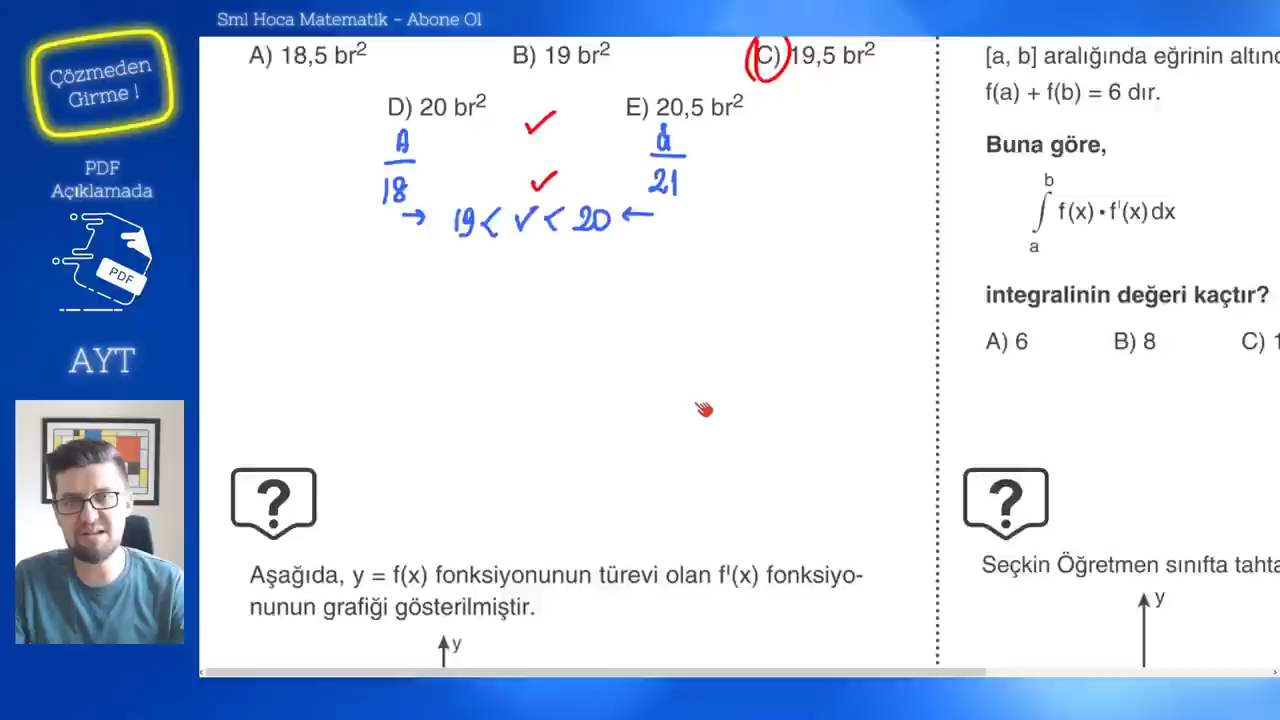 Sml Hoca Matematik - Abone Ol
Çözmeden
Girme !
PDF
Açıklamada
PDF
AYT
A) 18,5 br²
B) 19 br²
C) 19,5 br²
D) 20 br²
E) 20,5 br²
A
18
Ü
21
→ 19 < ✓ < 20 ←
Aşağıda, y = f(x) fonksiyonunun türevi olan f'(x) fonksiyo-
nunun grafiği gösterilmiştir.
y
[a, b] aralığında eğrinin altınd
f(a) + f(b) = 6 dır.
Buna göre,
b
∫ f(x) • f'(x) dx
a
integralinin değeri kaçtır?
A) 6
B) 8
C) 1
Seçkin Öğretmen sınıfta tahta
y